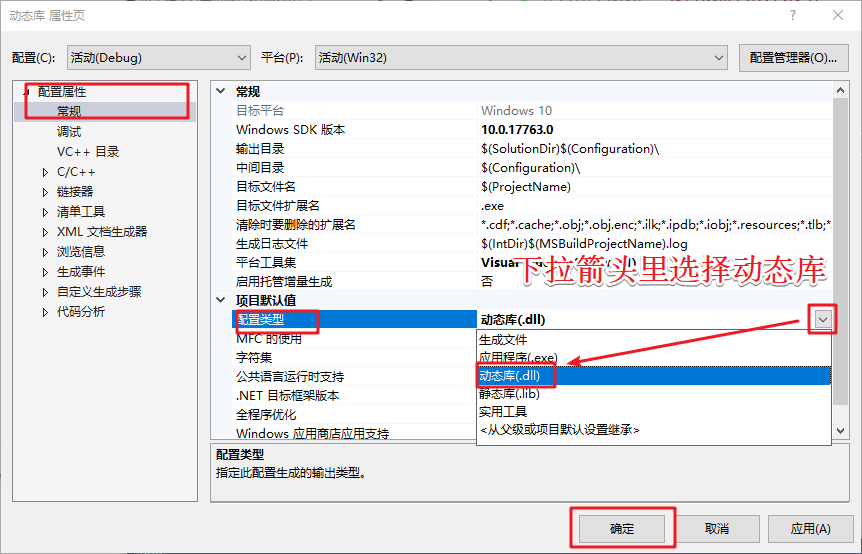 动态库 属性页
配置(C): 活动(Debug) 平台(P): 活动(Win32) 配置管理器(O)...
配置属性
常规
调试
VC++ 目录
C/C++
链接器
清单工具
XML 文档生成器
浏览信息
生成事件
自定义生成步骤
代码分析
常规
目标平台 Windows 10
Windows SDK 版本 10.0.17763.0
输出目录 $(SolutionDir)$(Configuration)\
中间目录 $(Configuration)\
目标文件名 $(ProjectName)
目标文件扩展名 .exe
清除时要删除的扩展名 *.cdf;*.cache;*.obj;*.obj.enc;*.ilk;*.ipdb;*.iobj;*.resources;*.tlb;*
生成日志文件 $(IntDir)$(MSBuildProjectName).log
平台工具集 Visual
启用托管增量生成 否
下拉箭头里选择动态库
项目默认值
配置类型 动态库(.dll)
MFC 的使用
字符集
公共语言运行时支持
.NET 目标框架版本
全程序优化
Windows 应用商店应用支持
生成文件
应用程序(.exe)
动态库(.dll)
静态库(.lib)
实用工具
<从父级或项目默认设置继承>
配置类型
指定此配置生成的输出类型。
确定 取消 应用(A)